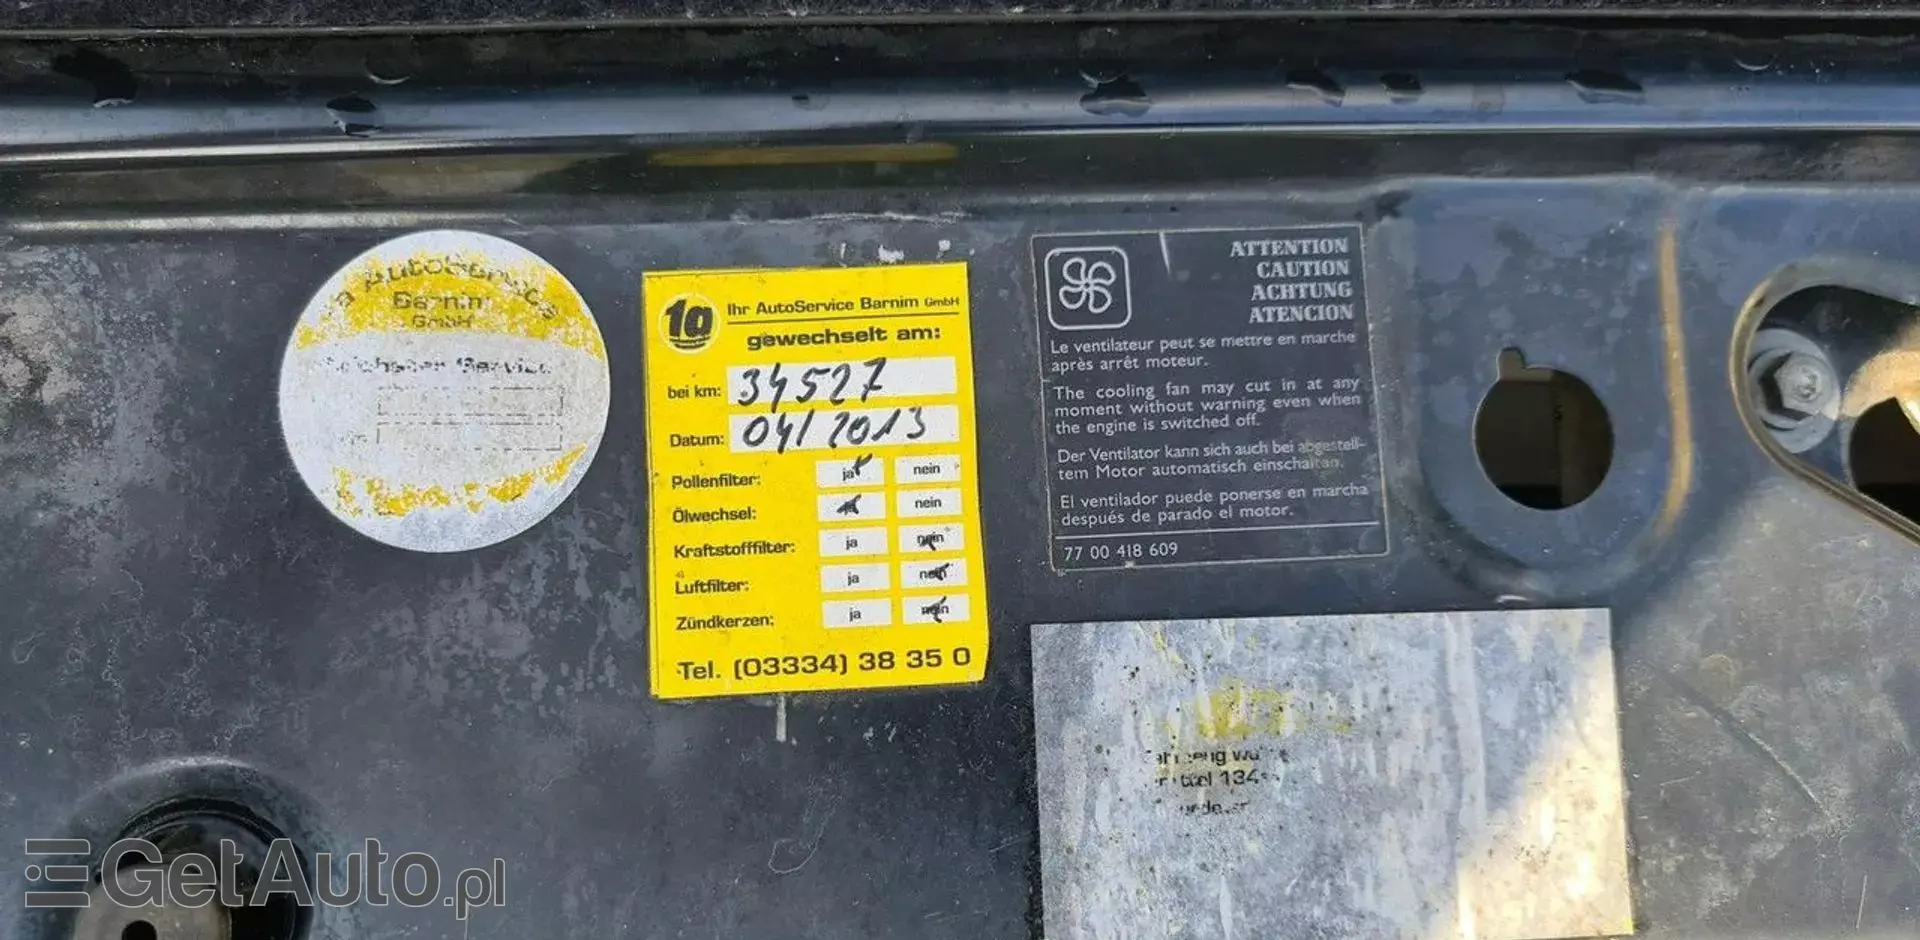 AutoService
Barnim
GmbH
Service
1a
Ihr AutoService Barnim GmbH
gewechselt am:
bei km: 34527
Datum: 04/2013
Pollenfilter: ja nein
Ölwechsel: ja nein
Kraftstofffilter: ja nein
Luftfilter: ja nein
Zündkerzen: ja nein
Tel. (03334) 38 35 0
ATTENTION
CAUTION
ACHTUNG
ATENCION
Le ventilateur peut se mettre en marche
après arrêt moteur.
The cooling fan may cut in at any
moment without warning even when
the engine is switched off.
Der Ventilator kann sich auch bei abgestell-
tem Motor automatisch einschalten.
El ventilador puede ponerse en marcha
después de parado el motor.
77 00 418 609
GetAuto.pl